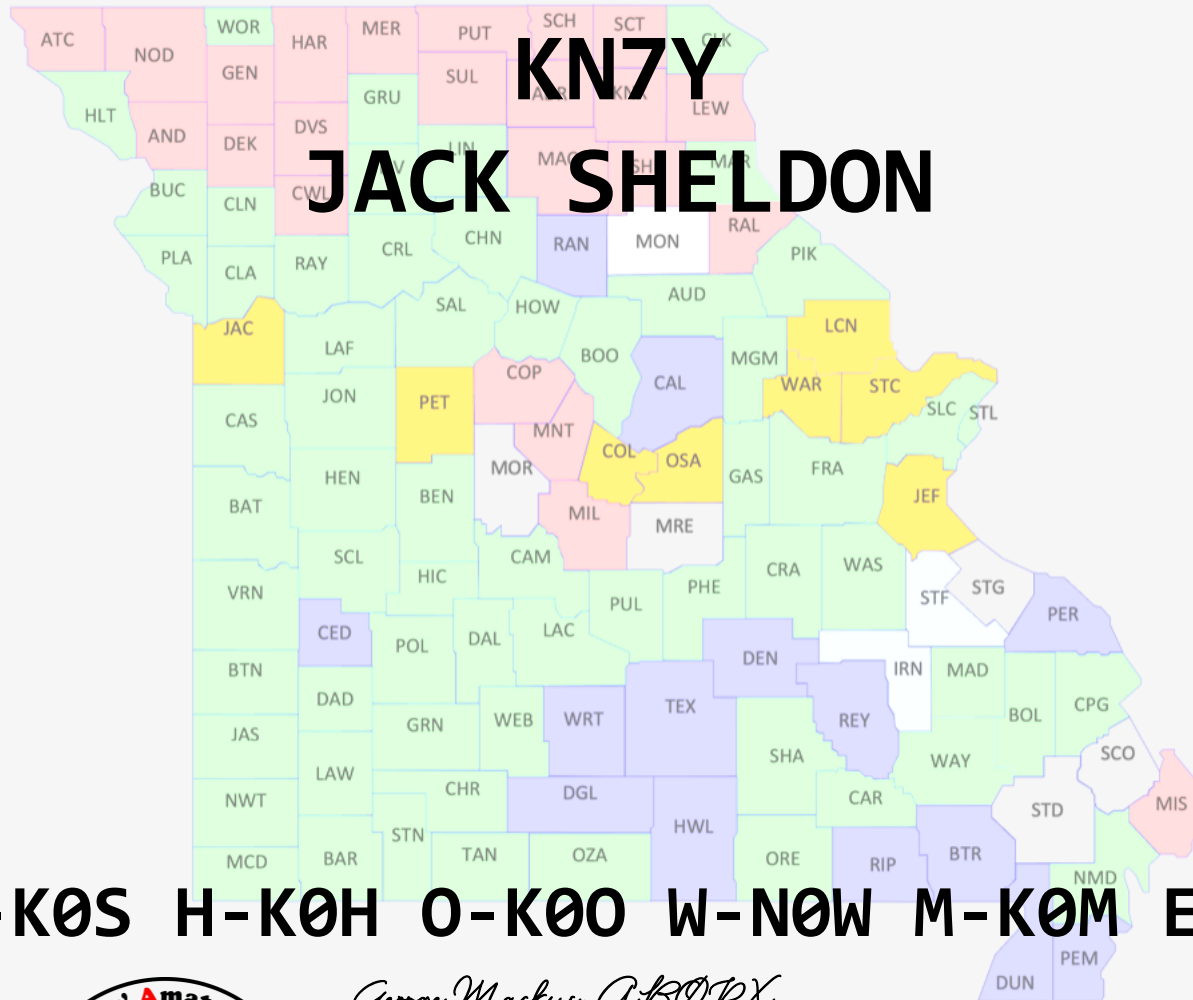 WOR HAR MER PUT SCH SCT CLK
ATC NOD GEN SUL GRU LEW
KN7Y
HLT AND DEK DVS LIN MAC MAR
JACK SHELDON
BUC CLN CWL RAL
PLA CLA RAY CRL CHN RAN MON PIK
JAC LAF SAL HOW AUD LCN
BOO CAL MGM WAR STC SLC STL
CAS JON PET COP MNT COL OSA
BAT HEN BEN MOR MIL MRE GAS FRA JEF
VRN SCL HIC CAM PUL PHE CRA WAS STF STG PER
CED POL DAL LAC DEN IRN MAD
BTN DAD GRN WEB WRT TEX REY BOL CPG
JAS LAW CHR DGL SHA WAY SCO
NWT STN HWL CAR STD MIS
MCD BAR TAN OZA ORE RIP BTR NMD
-K0S H-K0H O-K0O W-N0W M-K0M E
PEM
DUN